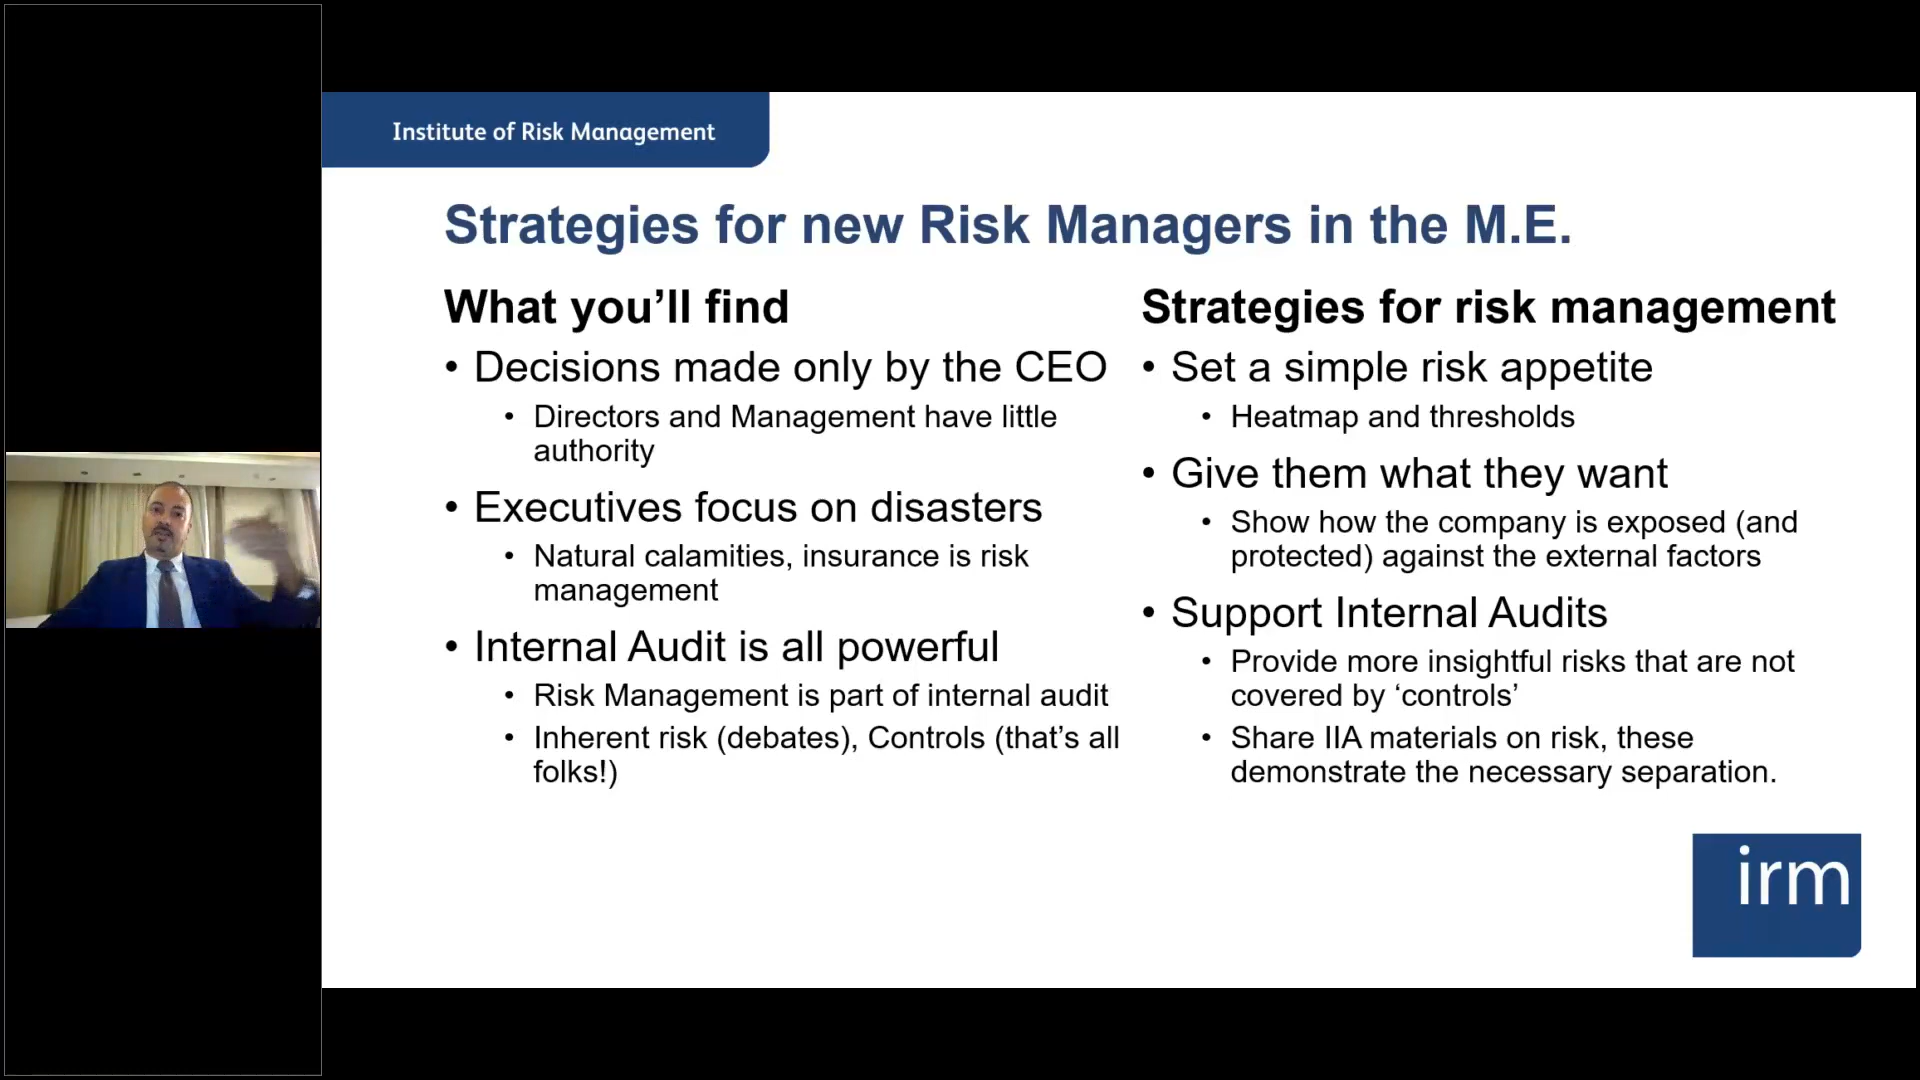 Institute of Risk Management
Strategies for new Risk Managers in the M.E.
What you’ll find
• Decisions made only by the CEO
• Directors and Management have little
authority
• Executives focus on disasters
• Natural calamities, insurance is risk
management
• Internal Audit is all powerful
• Risk Management is part of internal audit
• Inherent risk (debates), Controls (that’s all
folks!)
Strategies for risk management
• Set a simple risk appetite
• Heatmap and thresholds
• Give them what they want
• Show how the company is exposed (and
protected) against the external factors
• Support Internal Audits
• Provide more insightful risks that are not
covered by ‘controls’
• Share IIA materials on risk, these
demonstrate the necessary separation.
irm